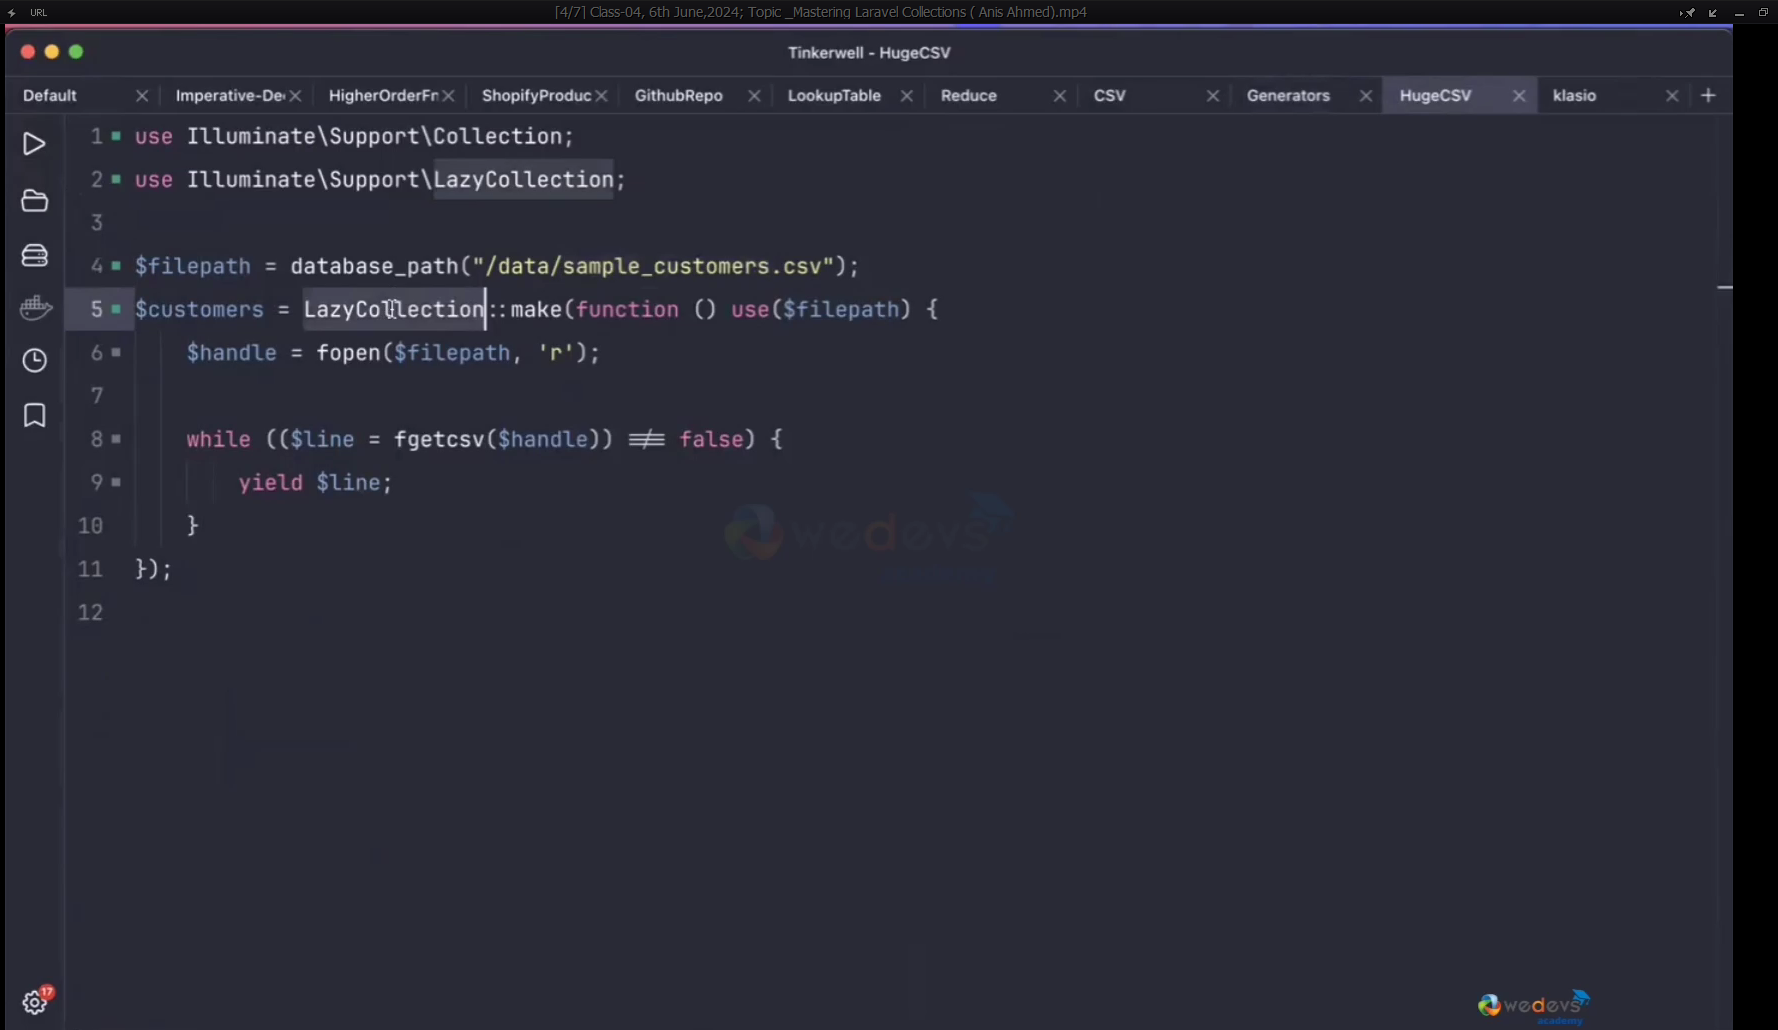 URL
[4/7] Class-04, 6th June,2024; Topic _Mastering Laravel Collections ( Anis Ahmed).mp4
Tinkerwell - HugeCSV
Default
Imperative-De
HigherOrderFn
ShopifyProduc
GithubRepo
LookupTable
Reduce
CSV
Generators
HugeCSV
klasio
1 use Illuminate\Support\Collection;
2 use Illuminate\Support\LazyCollection;
3
4 $filepath = database_path("/data/sample_customers.csv");
5 $customers = LazyCollection::make(function () use($filepath) {
6 $handle = fopen($filepath, 'r');
7
8 while (($line = fgetcsv($handle)) !== false) {
9 yield $line;
10 }
11 });
12
wedevs
academy
17
wedevs
academy